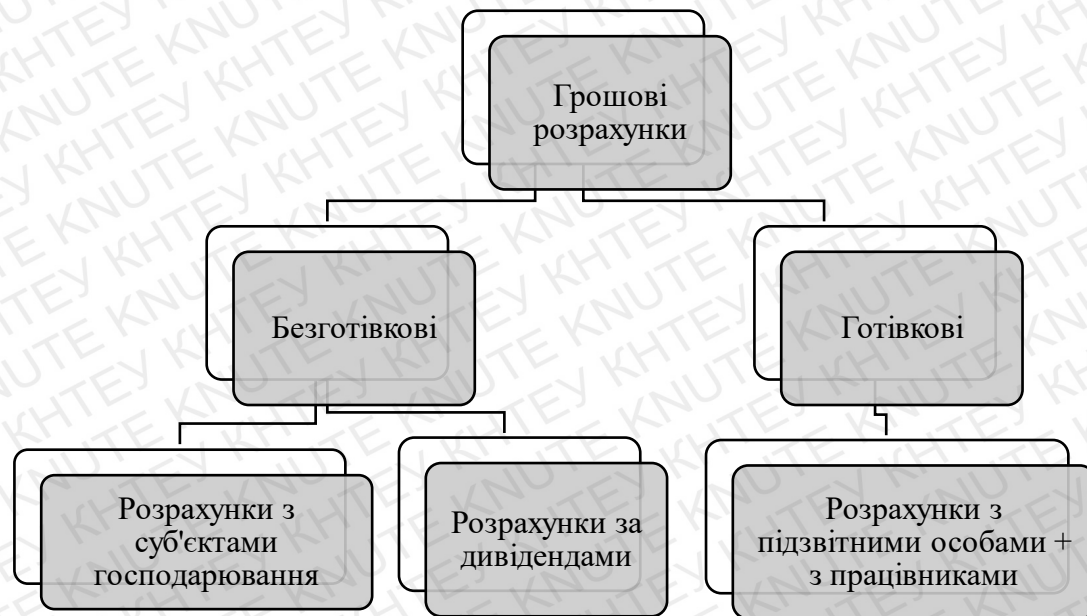 Грошові
розрахунки
Безготівкові
Готівкові
Розрахунки з
суб'єктами
господарювання
Розрахунки за
дивідендами
Розрахунки з
підзвітними особами +
з працівниками